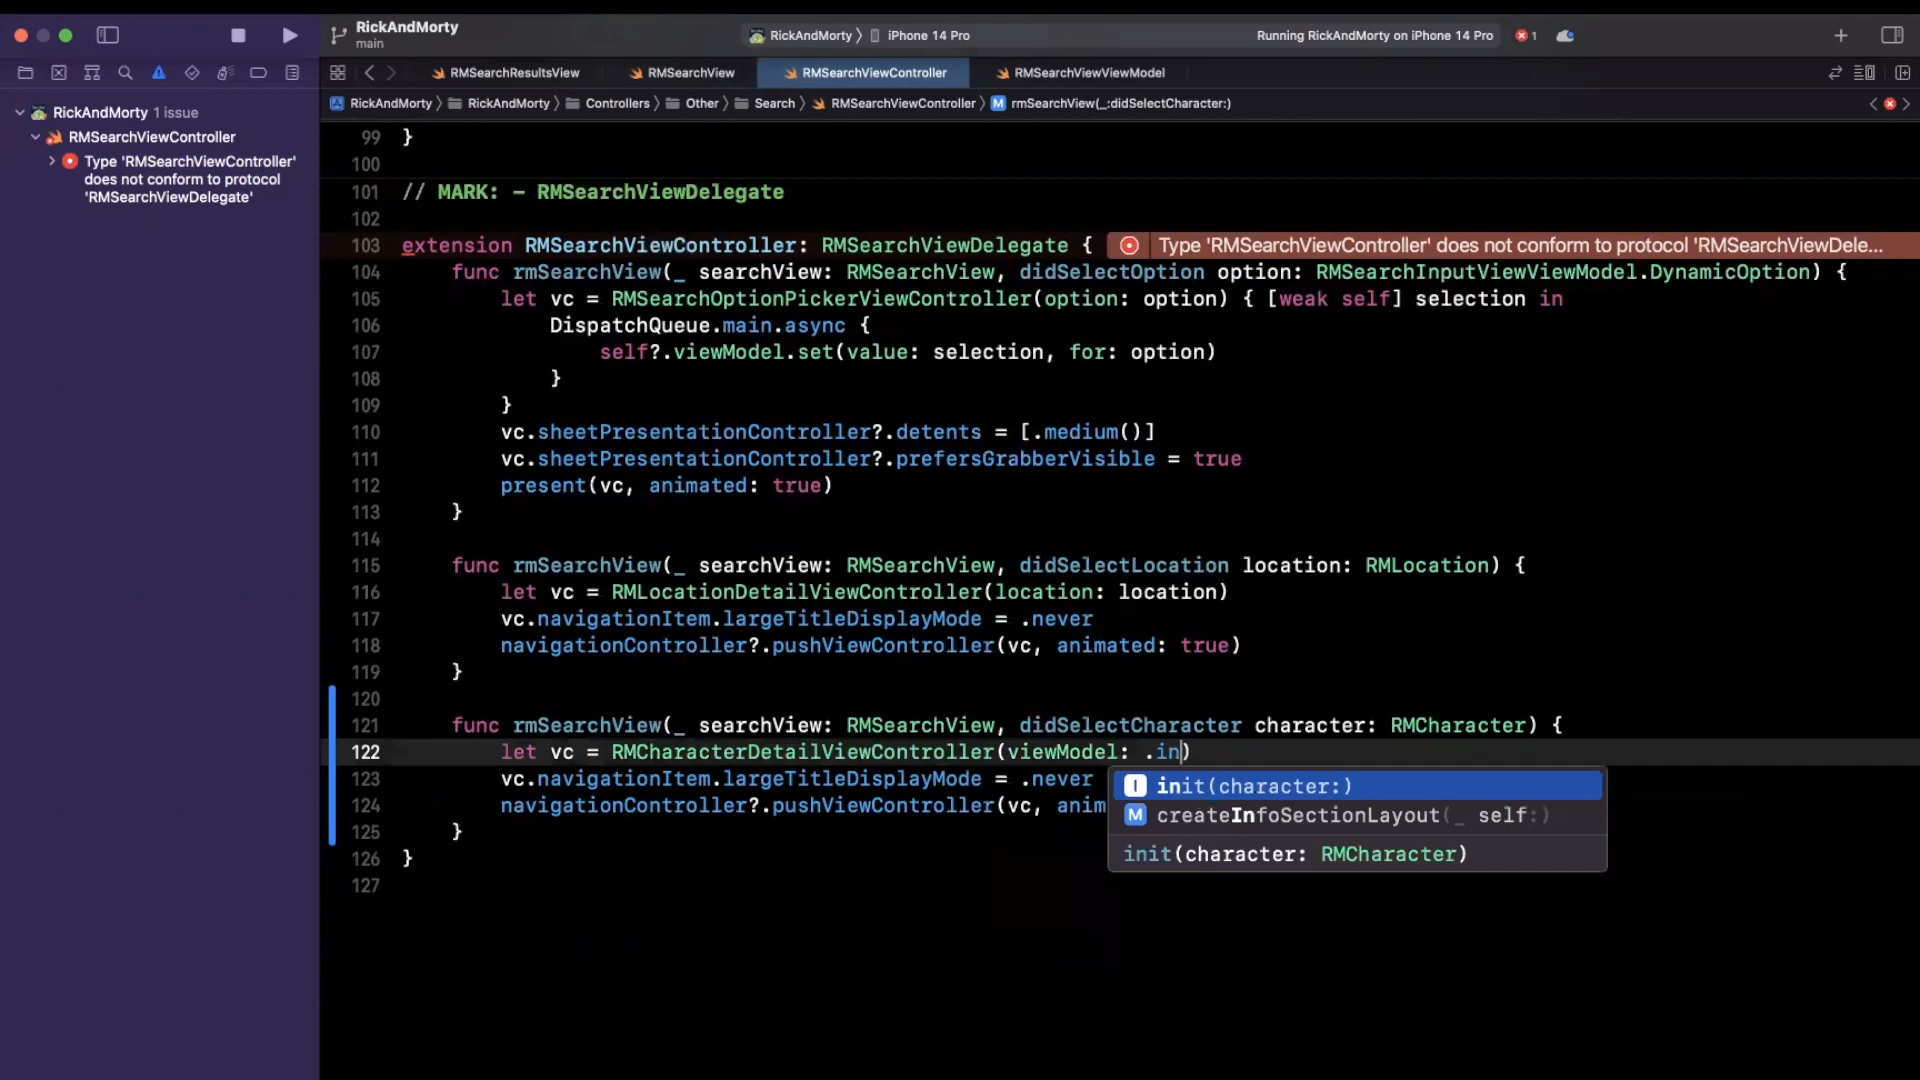 RickAndMorty
main
RickAndMorty
iPhone 14 Pro
Running RickAndMorty on iPhone 14 Pro
1
RMSearchResultsView
RMSearchView
RMSearchViewController
RMSearchViewViewModel
RickAndMorty 1 issue
RMSearchViewController
Type 'RMSearchViewController'
does not conform to protocol
'RMSearchViewDelegate'
RickAndMorty
RickAndMorty
Controllers
Other
Search
RMSearchViewController
M rmSearchView(_:didSelectCharacter:)
99 }
100
101 // MARK: - RMSearchViewDelegate
102
103 extension RMSearchViewController: RMSearchViewDelegate { Type 'RMSearchViewController' does not conform to protocol 'RMSearchViewDele...
104 func rmSearchView(_ searchView: RMSearchView, didSelectOption option: RMSearchInputViewViewModel.DynamicOption) {
105 let vc = RMSearchOptionPickerViewController(option: option) { [weak self] selection in
106 DispatchQueue.main.async {
107 self?.viewModel.set(value: selection, for: option)
108 }
109 }
110 vc.sheetPresentationController?.detents = [.medium()]
111 vc.sheetPresentationController?.prefersGrabberVisible = true
112 present(vc, animated: true)
113 }
114
115 func rmSearchView(_ searchView: RMSearchView, didSelectLocation location: RMLocation) {
116 let vc = RMLocationDetailViewController(location: location)
117 vc.navigationItem.largeTitleDisplayMode = .never
118 navigationController?.pushViewController(vc, animated: true)
119 }
120
121 func rmSearchView(_ searchView: RMSearchView, didSelectCharacter character: RMCharacter) {
122 let vc = RMCharacterDetailViewController(viewModel: .in)
123 vc.navigationItem.largeTitleDisplayMode = .never
124 navigationController?.pushViewController(vc, anim
125 }
126 }
127
I init(character:)
M createInfoSectionLayout(_ self:)
init(character: RMCharacter)